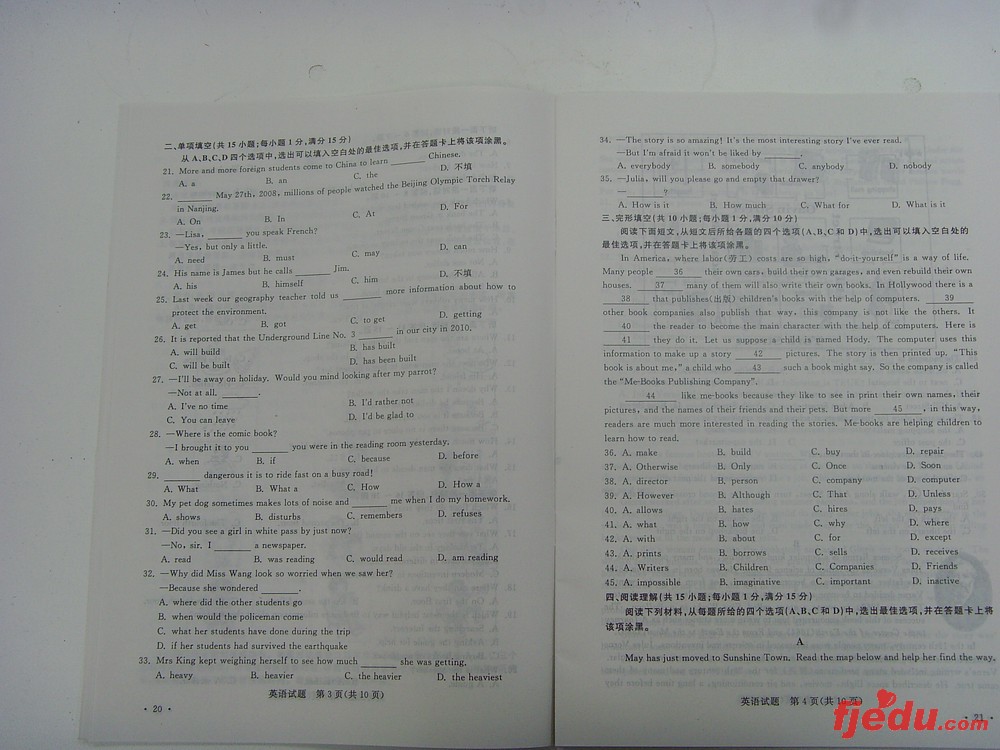 二、单项填空(共 15 小题;每小题 1 分,满分 15 分)
从 A、B、C、D 四个选项中,选出可以填入空白处的最佳选项,并在答题卡上将该项涂黑。
21. More and more foreign students come to China to learn ________ Chinese.
A. a B. an C. the D. 不填
22. ________ May 27th, 2008, millions of people watched the Beijing Olympic Torch Relay
in Nanjing.
A. On B. In C. At D. For
23. —Lisa, ________ you speak French?
—Yes, but only a little.
A. need B. must C. may D. can
24. His name is James but he calls ________ Jim.
A. his B. himself C. him D. 不填
25. Last week our geography teacher told us ________ more information about how to
protect the environment.
A. get B. got C. to get D. getting
26. It is reported that the Underground Line No. 3 ________ in our city in 2010.
A. will build B. has built
C. will be built D. has been built
27. —I'll be away on holiday. Would you mind looking after my parrot?
—Not at all. ________.
A. I've no time B. I'd rather not
C. You can leave D. I'd be glad to
28. —Where is the comic book?
—I brought it to you ________ you were in the reading room yesterday.
A. when B. if C. because D. before
29. ________ dangerous it is to ride fast on a busy road!
A. What B. What a C. How D. How a
30. My pet dog sometimes makes lots of noise and ________ me when I do my homework.
A. shows B. disturbs C. remembers D. refuses
31. —Did you see a girl in white pass by just now?
—No, sir. I ________ a newspaper.
A. read B. was reading C. would read D. am reading
32. —Why did Miss Wang look so worried when we saw her?
—Because she wondered ________.
A. where did the other students go
B. when would the policeman come
C. what her students have done during the trip
D. if her students had survived the earthquake
33. Mrs King kept weighing herself to see how much ________ she was getting.
A. heavy B. heavier C. the heavier D. the heaviest
英语试题 第 3 页(共 10 页)
· 20 ·
34. —The story is so amazing! It's the most interesting story I've ever read.
—But I'm afraid it won't be liked by ________.
A. everybody B. somebody C. anybody D. nobody
35. —Julia, will you please go and empty that drawer?
—________?
A. How is it B. How much C. What for D. What is it
三、完形填空(共 10 小题;每小题 1 分,满分 10 分)
阅读下面短文,从短文后所给各题的四个选项(A、B、C 和 D)中,选出可以填入空白处的
最佳选项,并在答题卡上将该项涂黑。
In America, where labor(劳工) costs are so high, "do-it-yourself" is a way of life.
Many people 36 their own cars, build their own garages, and even rebuild their own
houses. 37 many of them will also write their own books. In Hollywood there is a
38 that publishes(出版) children's books with the help of computers. 39
other book companies also publish that way, this company is not like the others. It
40 the reader to become the main character with the help of computers. Here is
41 they do it. Let us suppose a child is named Hody. The computer uses this
information to make up a story 42 pictures. The story is then printed up. "This
book is about me," a child who 43 such a book might say. So the company is called
the "Me-Books Publishing Company".
44 like me-books because they like to see in print their own names, their
pictures, and the names of their friends and their pets. But more 45 , in this way,
readers are much more interested in reading the stories. Me-books are helping children to
learn how to read.
36. A. make B. build C. buy D. repair
37. A. Otherwise B. Only C. Once D. Soon
38. A. director B. person C. company D. computer
39. A. However B. Although C. That D. Unless
40. A. allows B. hates C. hires D. pays
41. A. what B. how C. why D. where
42. A. with B. about C. for D. except
43. A. prints B. borrows C. sells D. receives
44. A. Writers B. Children C. Companies D. Friends
45. A. impossible B. imaginative C. important D. inactive
四、阅读理解(共 15 小题;每小题 1 分,满分 15 分)
阅读下列材料,从每题所给的四个选项(A、B、C 和 D)中,选出最佳选项,并在答题卡上将
该项涂黑。
A
May has just moved to Sunshine Town. Read the map below and help her find the way.
英语试题 第 4 页(共 10 页)
· 21 ·
fjedu.com